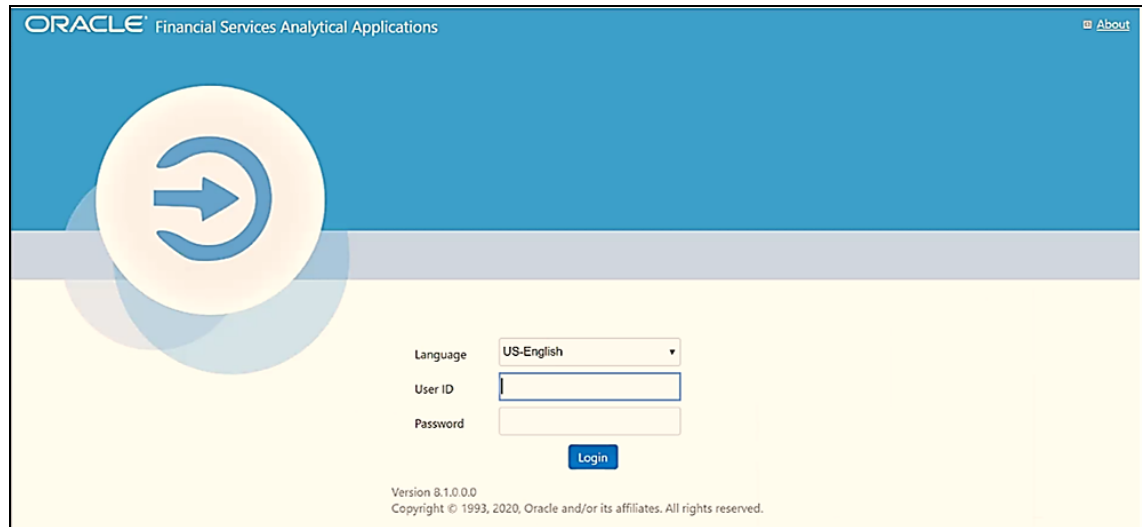 ORACLE® Financial Services Analytical Applications
About
Language US-English
User ID
Password
Login
Version 8.1.0.0.0
Copyright © 1993, 2020, Oracle and/or its affiliates. All rights reserved.